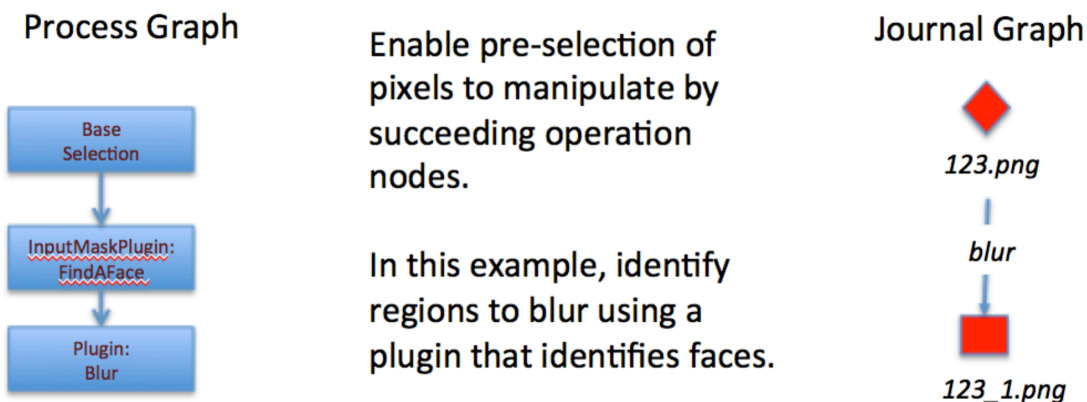 Process Graph
Base
Selection
InputMaskPlugin:
FindAFace
Plugin:
Blur
Enable pre-selection of
pixels to manipulate by
succeeding operation
nodes.
In this example, identify
regions to blur using a
plugin that identifies faces.
Journal Graph
123.png
blur
123_1.png